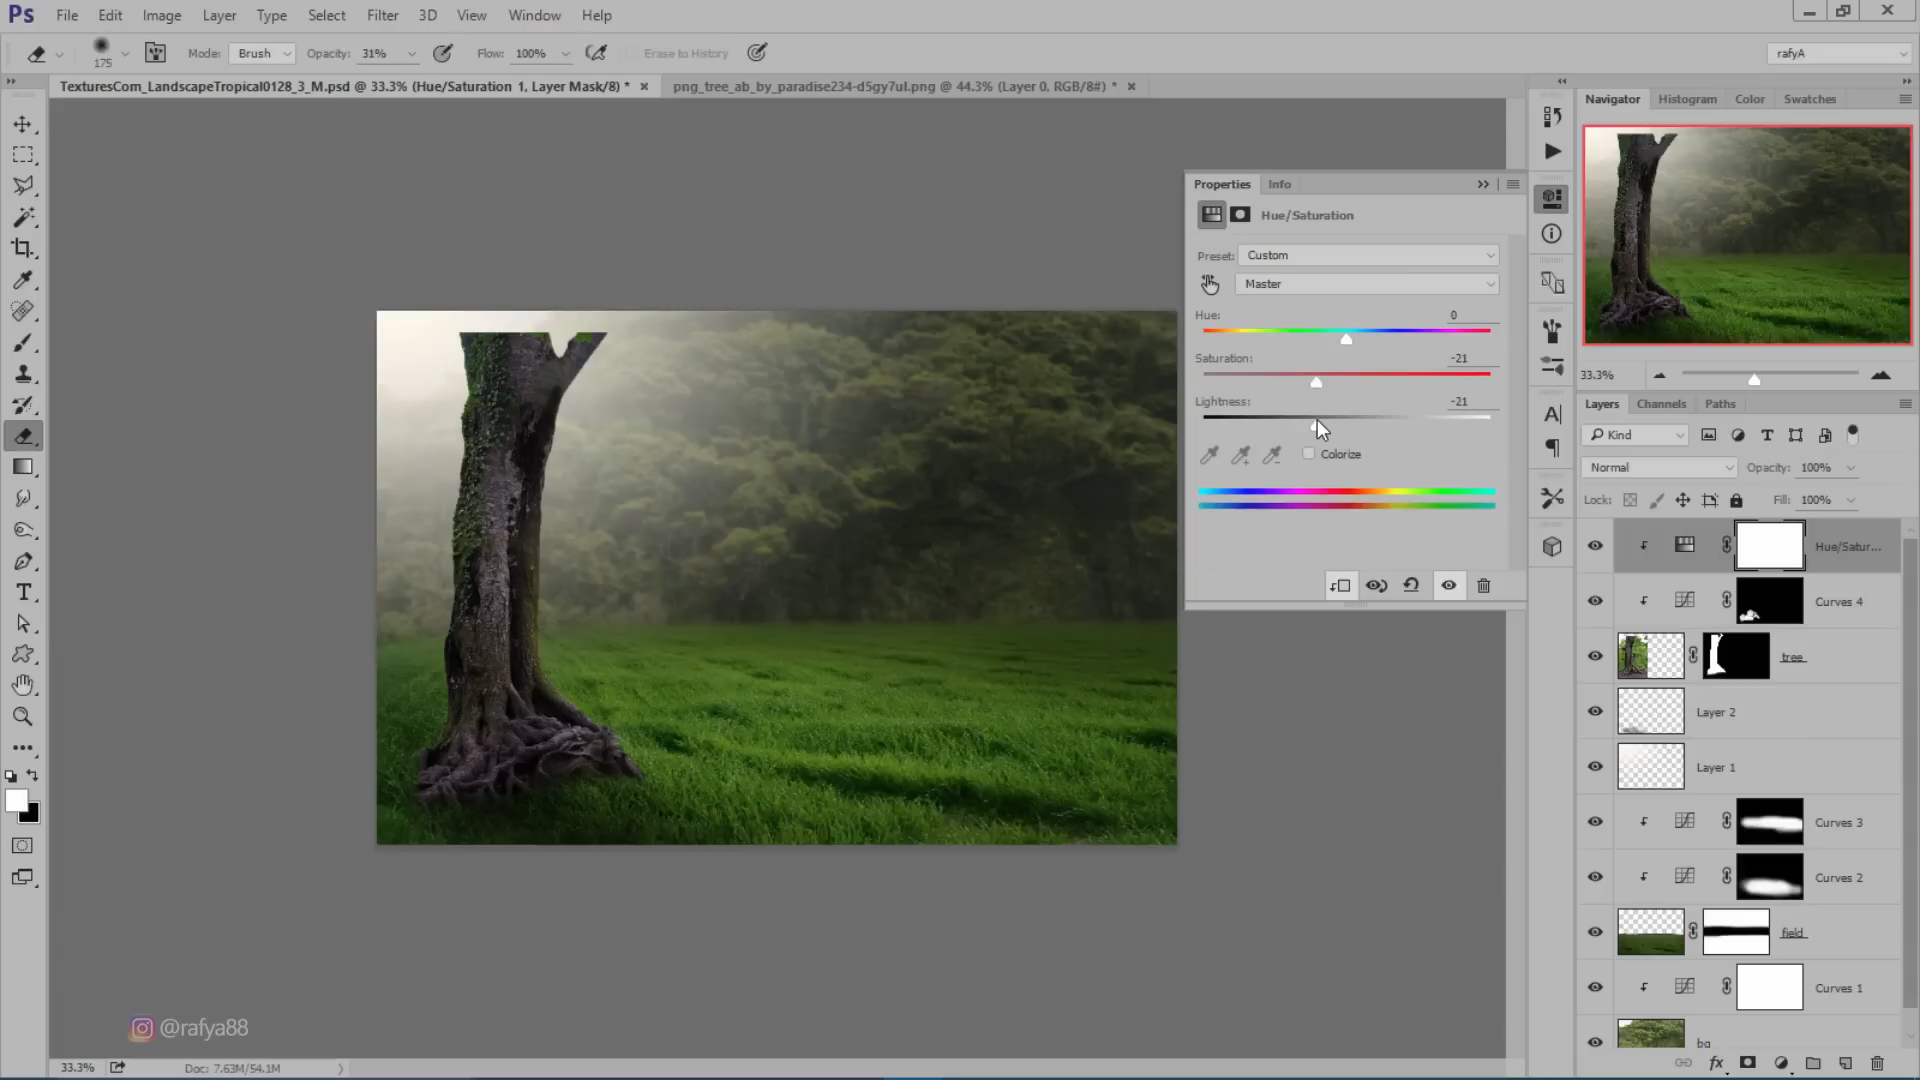 Ps File Edit Image Layer Type Select Filter 3D View Window Help
175 Mode: Brush Opacity: 31% Flow: 100% Erase to History rafyA
TexturesCom_LandscapeTropical0128_3_M.psd @ 33.3% (Hue/Saturation 1, Layer Mask/8) * png_tree_ab_by_paradise234-d5gy7ul.png @ 44.3% (Layer 0, RGB/8#) *
Navigator Histogram Color Swatches
Properties Info
Hue/Saturation
Preset: Custom
Master
Hue: 0
Saturation: -21
Lightness: -21
Colorize
33.3%
Layers Channels Paths
Kind
Normal Opacity: 100%
Lock: Fill: 100%
Hue/Satur...
Curves 4
tree
Layer 2
Layer 1
Curves 3
Curves 2
field
Curves 1
bg
fx
@rafya88
33.3% Doc: 7.63M/54.1M